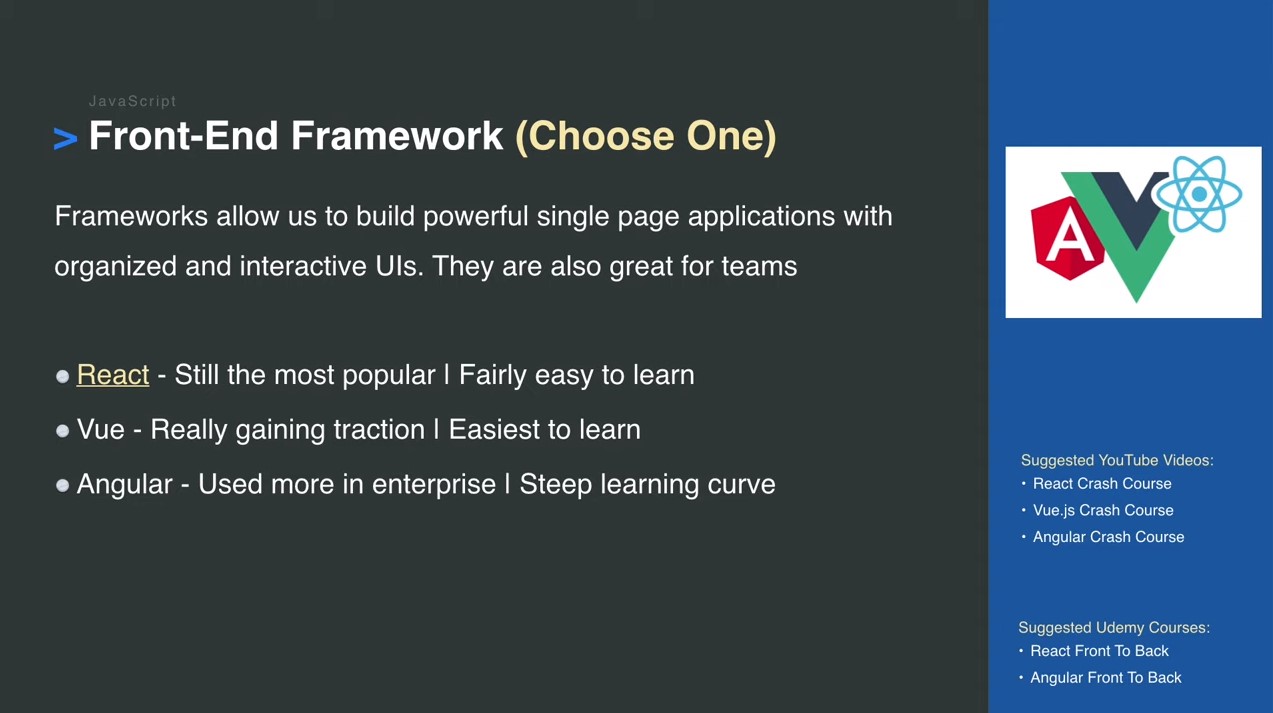 JavaScript
> Front-End Framework (Choose One)
Frameworks allow us to build powerful single page applications with
organized and interactive UIs. They are also great for teams
React - Still the most popular | Fairly easy to learn
Vue - Really gaining traction | Easiest to learn
Angular - Used more in enterprise | Steep learning curve
A
Suggested YouTube Videos:
• React Crash Course
• Vue.js Crash Course
• Angular Crash Course
Suggested Udemy Courses:
• React Front To Back
• Angular Front To Back